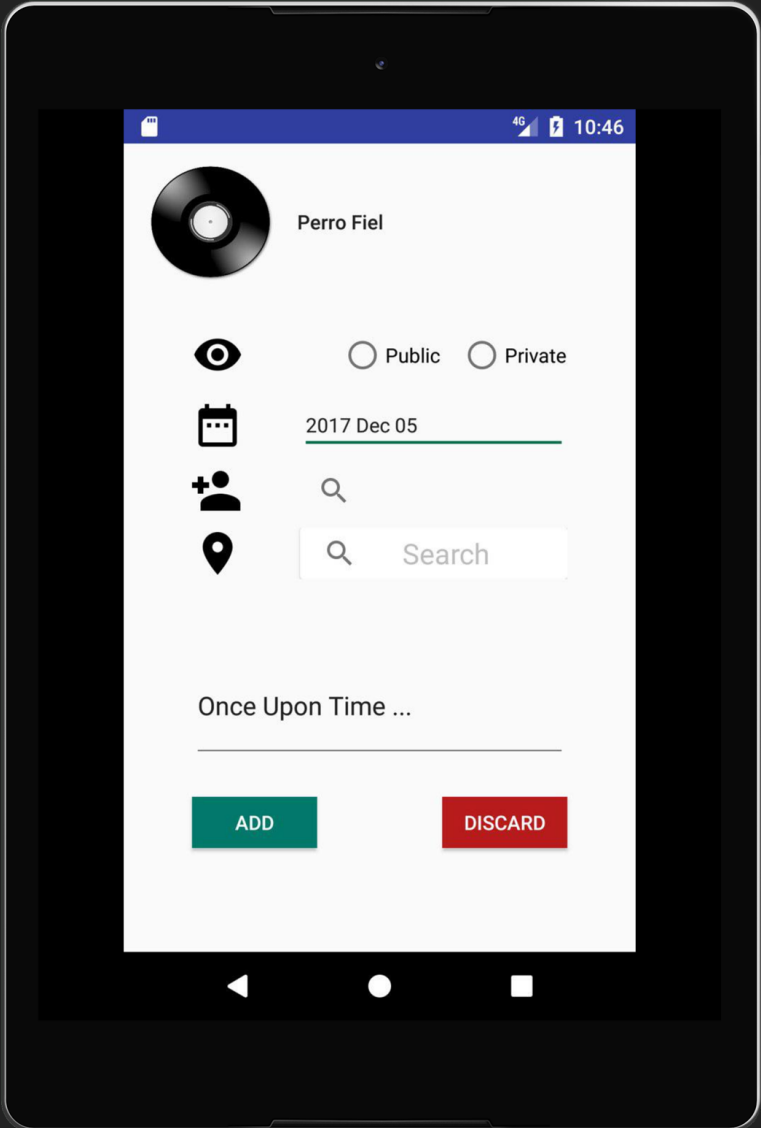 4G 10:46
Perro Fiel
Public Private
2017 Dec 05
Search
Once Upon Time ...
ADD DISCARD